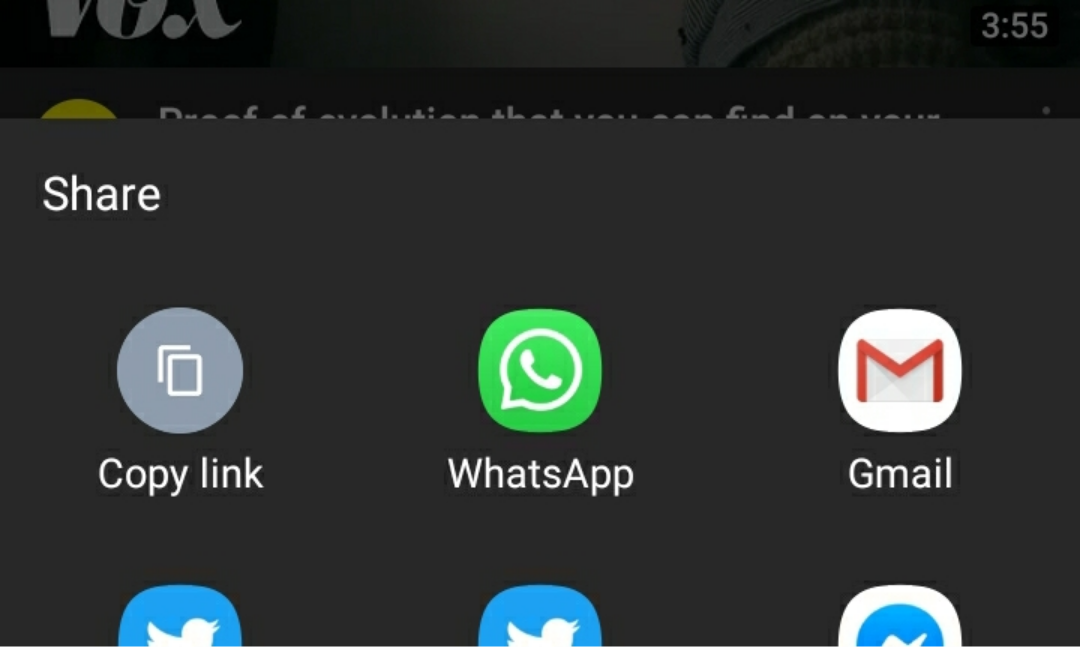 Vox
3:55
Proof of evolution that you can find on your
Share
Copy link
WhatsApp
Gmail